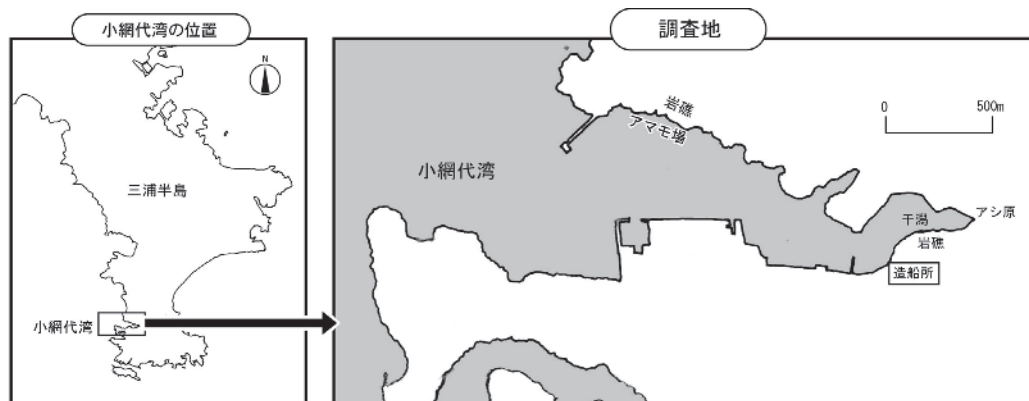 小網代湾の位置
N
三浦半島
小網代湾
調査地
岩礁
アマモ場
0 500m
小網代湾
干潟
アシ原
岩礁
造船所